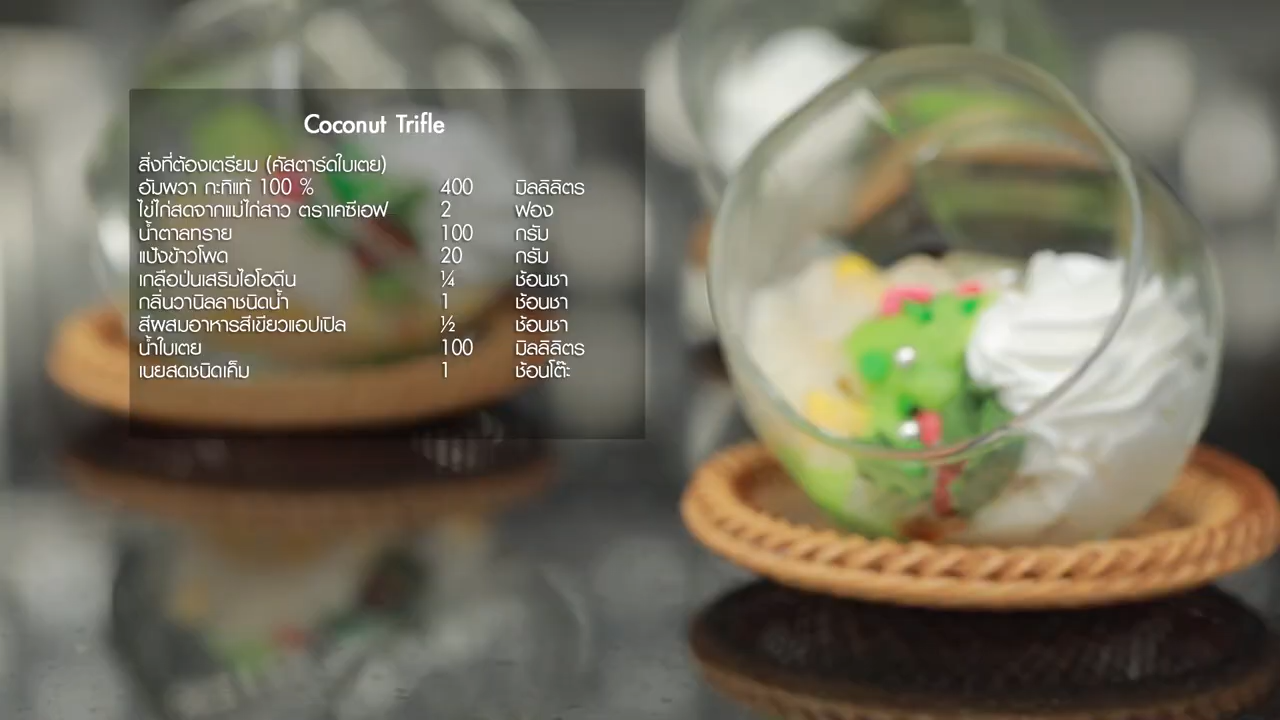 Coconut Trifle
สิ่งที่ต้องเตรียม (คัสตาร์ดใบเตย)
อัมพวา กะทิแท้ 100 % 400 มิลลิลิตร
ไข่ไก่สดจากแม่ไก่สาว ตราเคซีเอฟ 2 ฟอง
น้ำตาลทราย 100 กรัม
แป้งข้าวโพด 20 กรัม
เกลือป่นเสริมไอโอดีน ¼ ช้อนชา
กลิ่นวานิลลาชนิดน้ำ 1 ช้อนชา
สีผสมอาหารสีเขียวแอปเปิล ½ ช้อนชา
น้ำใบเตย 100 มิลลิลิตร
เนยสดชนิดเค็ม 1 ช้อนโต๊ะ